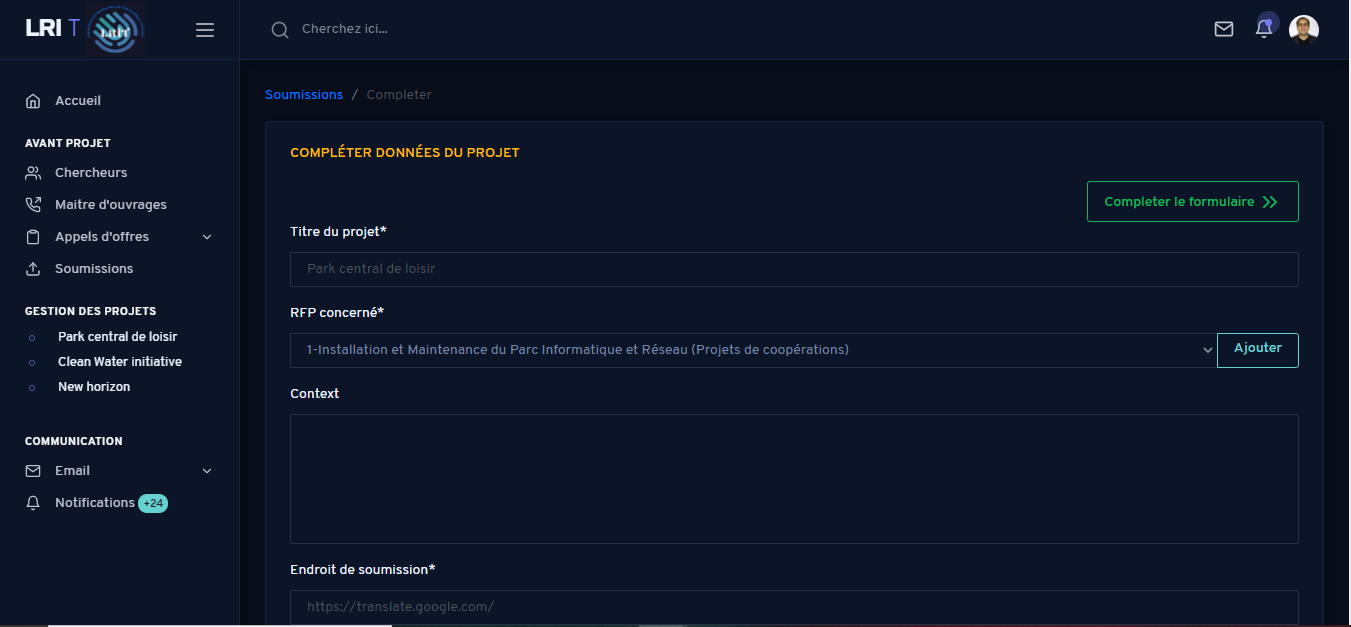 LRI T
LRIT
Cherchez ici...
Accueil
AVANT PROJET
Chercheurs
Maitre d'ouvrages
Appels d'offres
Soumissions
GESTION DES PROJETS
Park central de loisir
Clean Water initiative
New horizon
COMMUNICATION
Email
Notifications +24
Soumissions / Completer
COMPLÉTER DONNÉES DU PROJET
Completer le formulaire
Titre du projet*
Park central de loisir
RFP concerné*
1-Installation et Maintenance du Parc Informatique et Réseau (Projets de coopérations)
Ajouter
Context
Endroit de soumission*
https://translate.google.com/